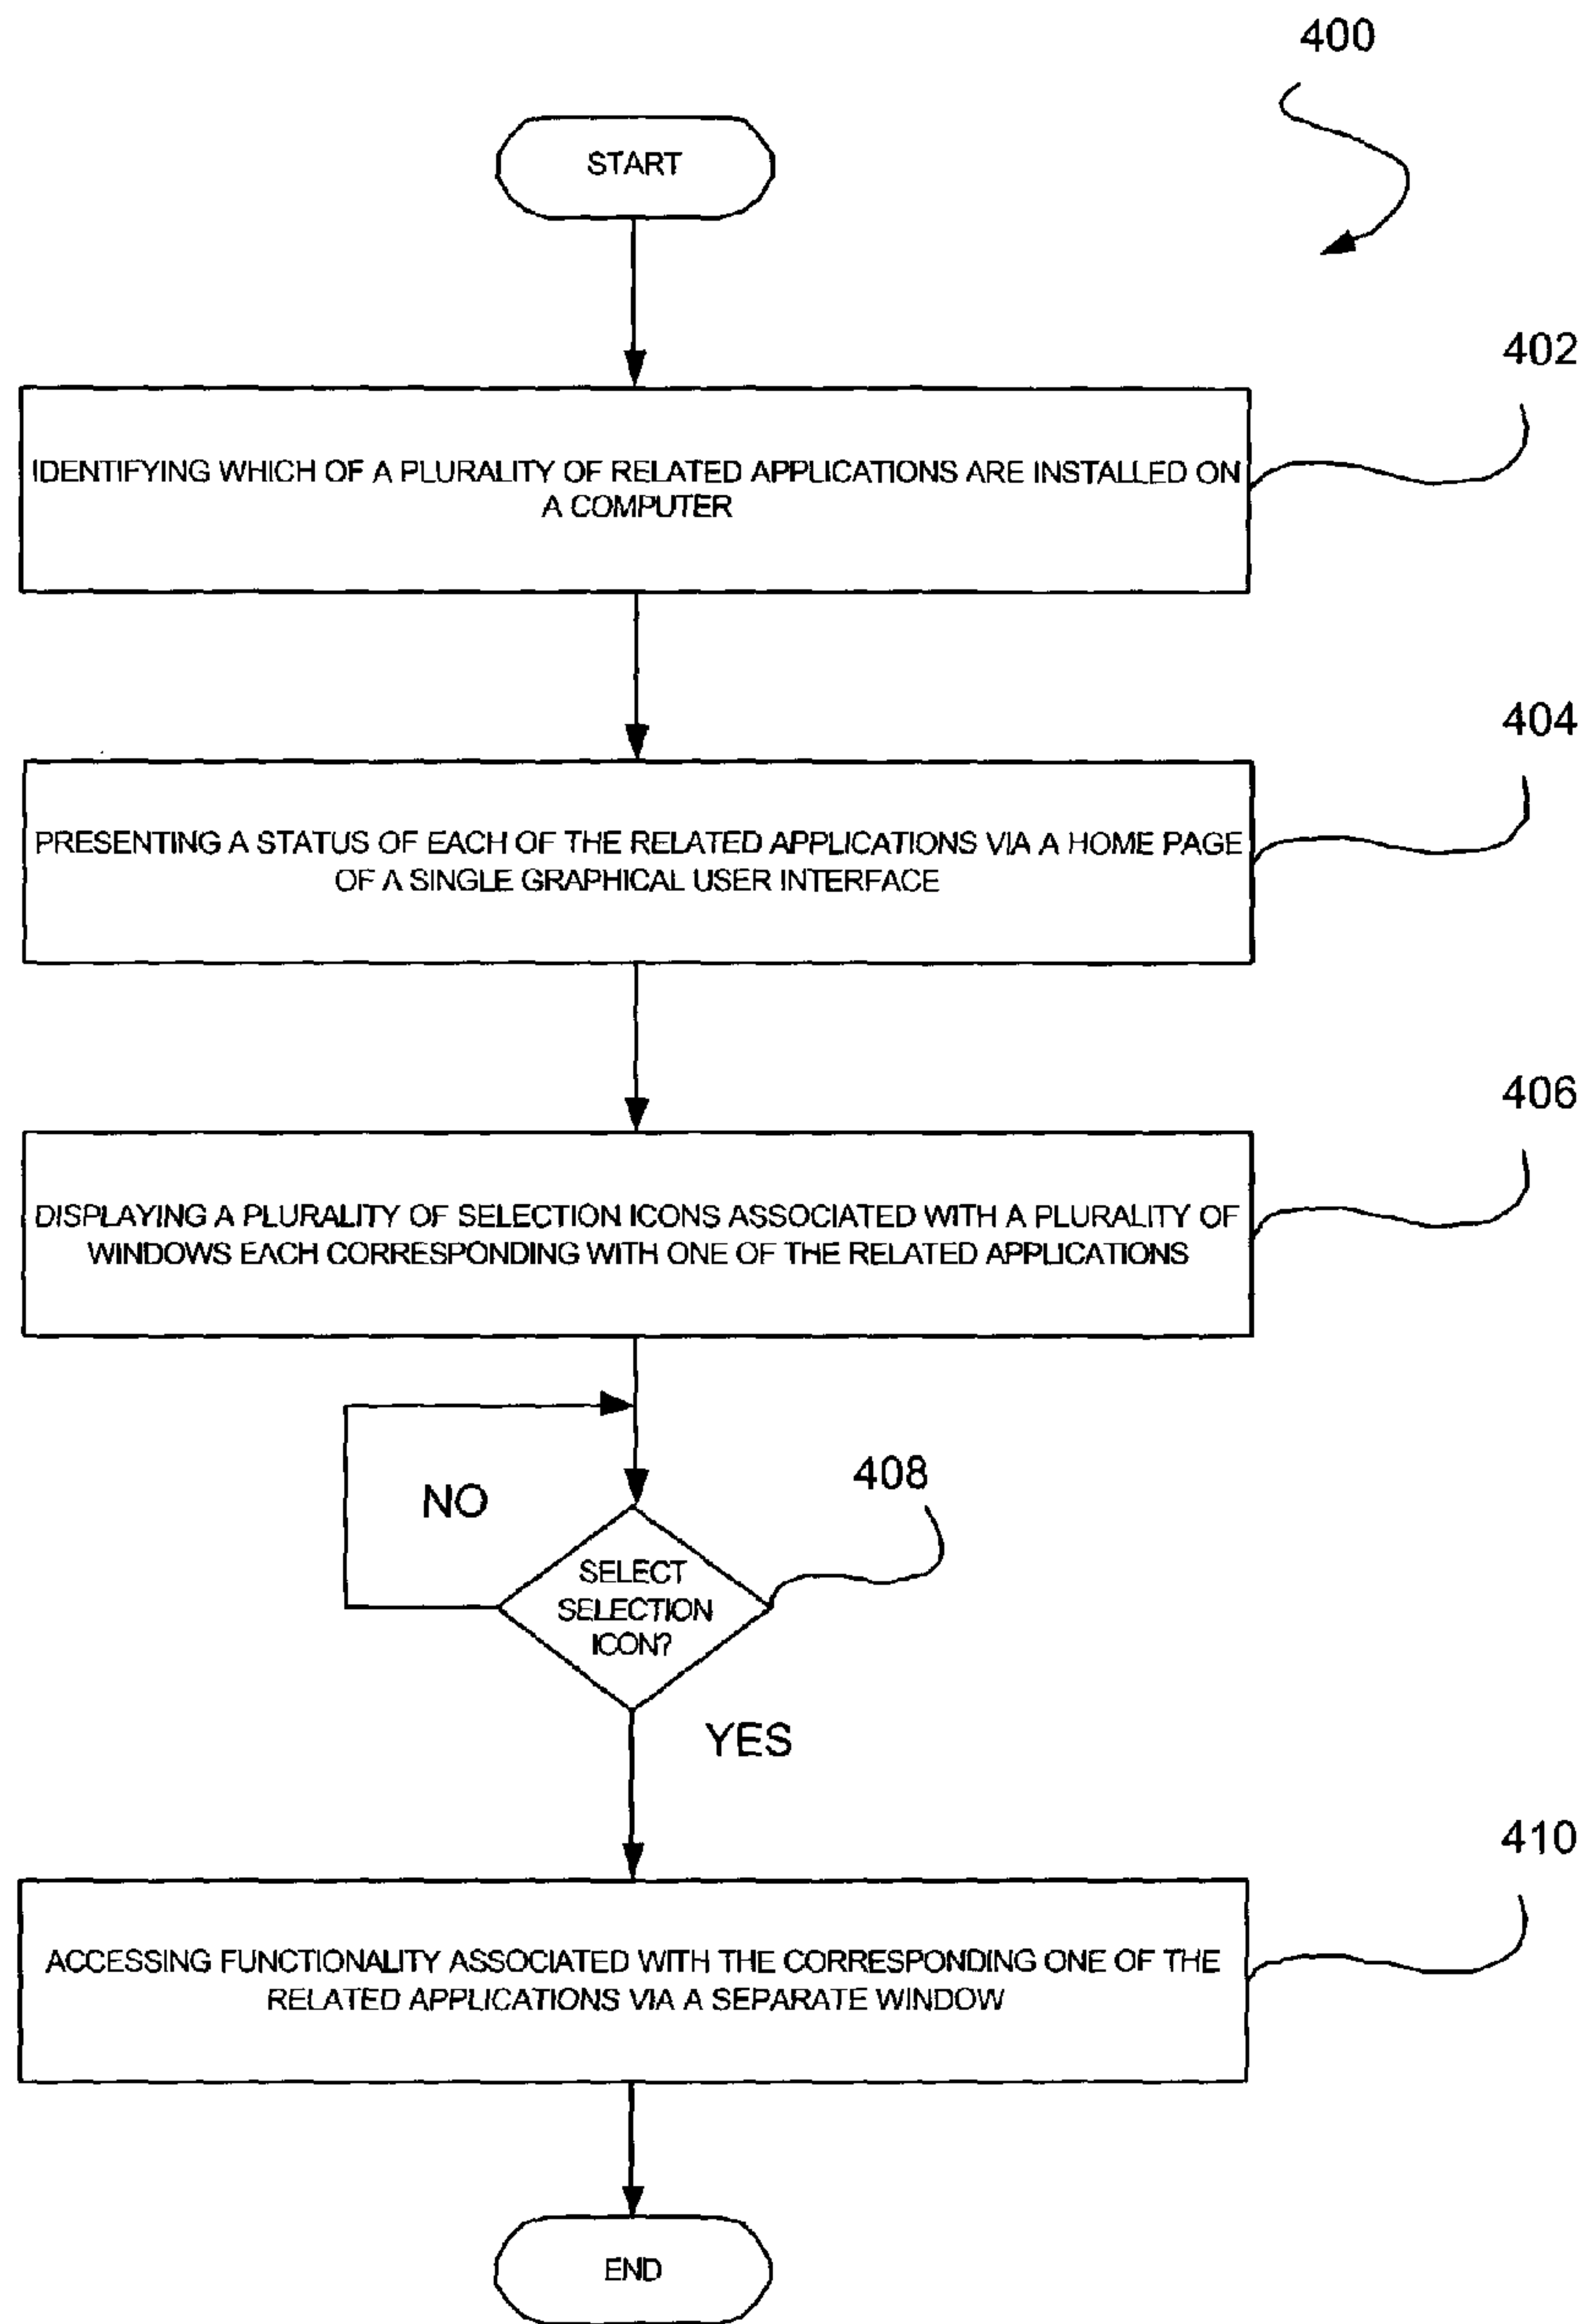 400
START
402
IDENTIFYING WHICH OF A PLURALITY OF RELATED APPLICATIONS ARE INSTALLED ON
A COMPUTER
404
PRESENTING A STATUS OF EACH OF THE RELATED APPLICATIONS VIA A HOME PAGE
OF A SINGLE GRAPHICAL USER INTERFACE
406
DISPLAYING A PLURALITY OF SELECTION ICONS ASSOCIATED WITH A PLURALITY OF
WINDOWS EACH CORRESPONDING WITH ONE OF THE RELATED APPLICATIONS
408
NO
SELECT
SELECTION
ICON?
YES
410
ACCESSING FUNCTIONALITY ASSOCIATED WITH THE CORRESPONDING ONE OF THE
RELATED APPLICATIONS VIA A SEPARATE WINDOW
END